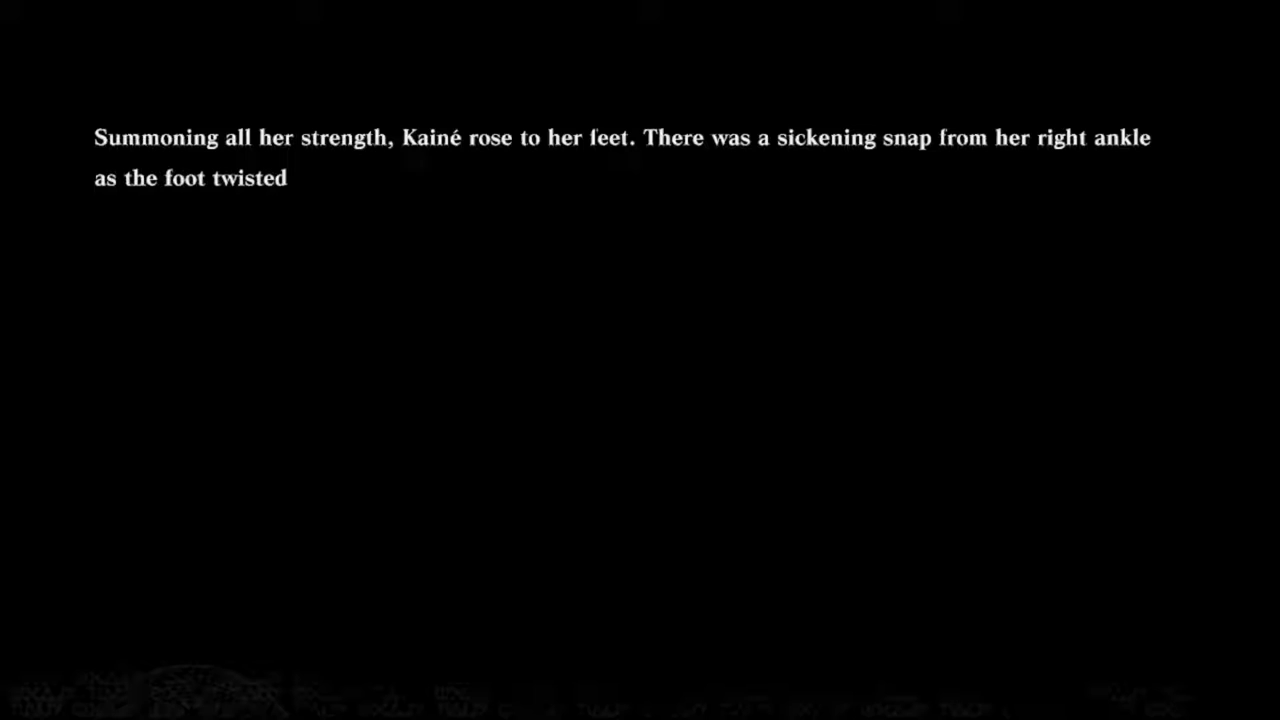 Summoning all her strength, Kainé rose to her feet. There was a sickening snap from her right ankle
as the foot twisted